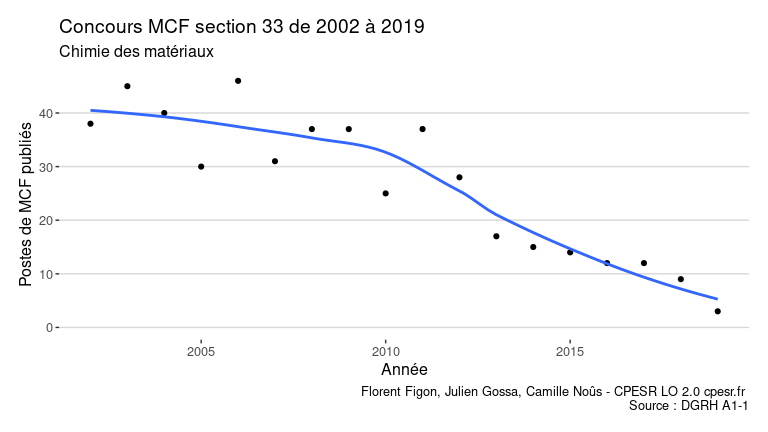 Concours MCF section 33 de 2002 à 2019
Chimie des matériaux
Postes de MCF publiés
40
30
20
10
0
2005 2010 2015
Année
Florent Figon, Julien Gossa, Camille Noûs - CPESR LO 2.0 cpesr.fr
Source : DGRH A1-1